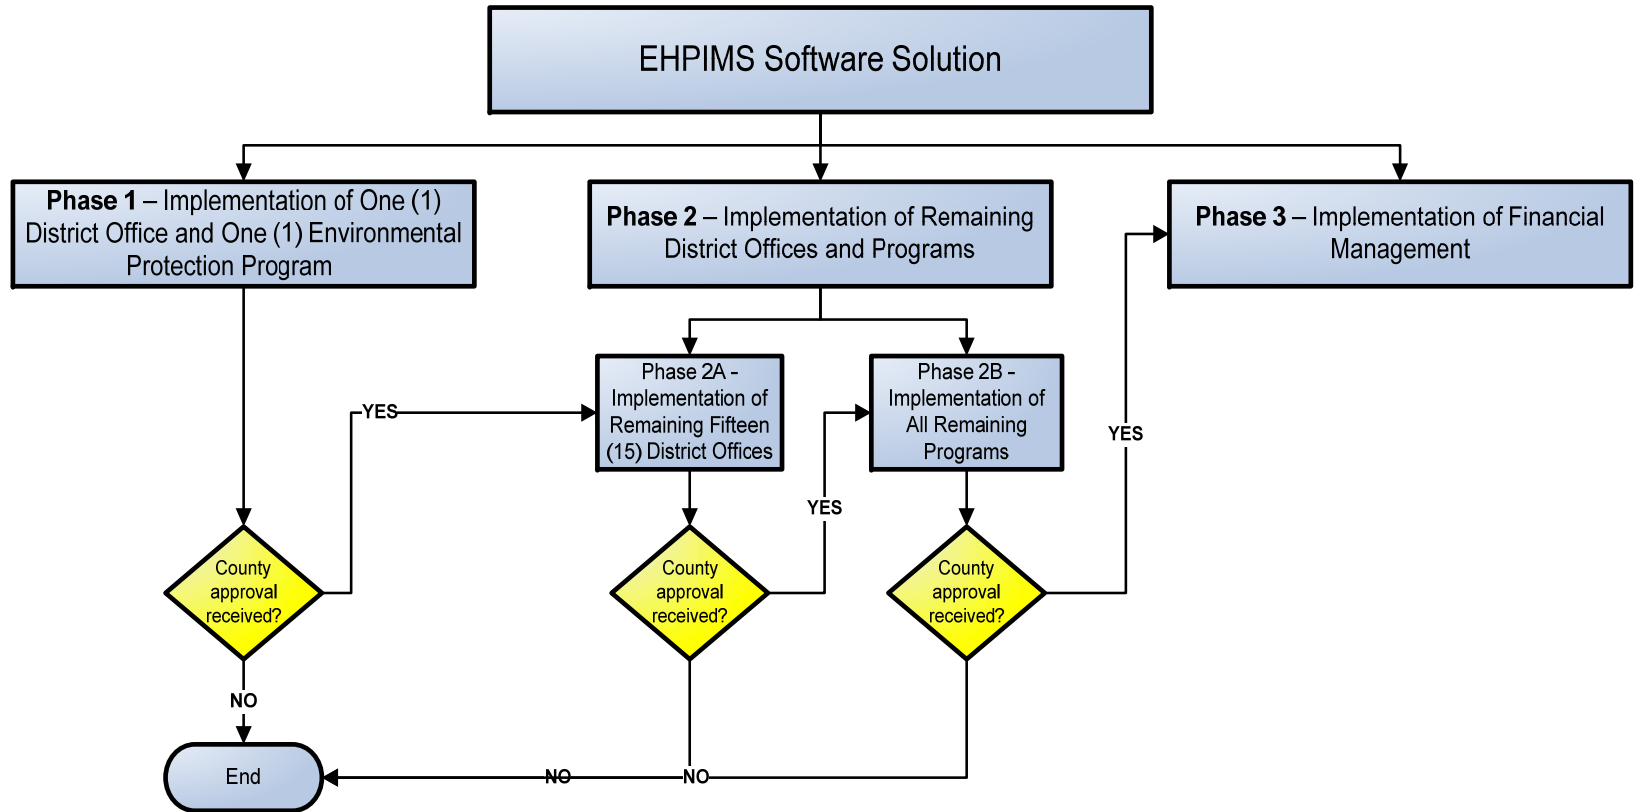 EHPIMS Software Solution
Phase 1 – Implementation of One (1)
District Office and One (1) Environmental
Protection Program
Phase 2 – Implementation of Remaining
District Offices and Programs
Phase 3 – Implementation of Financial
Management
Phase 2A -
Implementation of
Remaining Fifteen
(15) District Offices
Phase 2B -
Implementation of
All Remaining
Programs
YES
YES
YES
County
approval
received?
County
approval
received?
County
approval
received?
NO
End
NO
NO